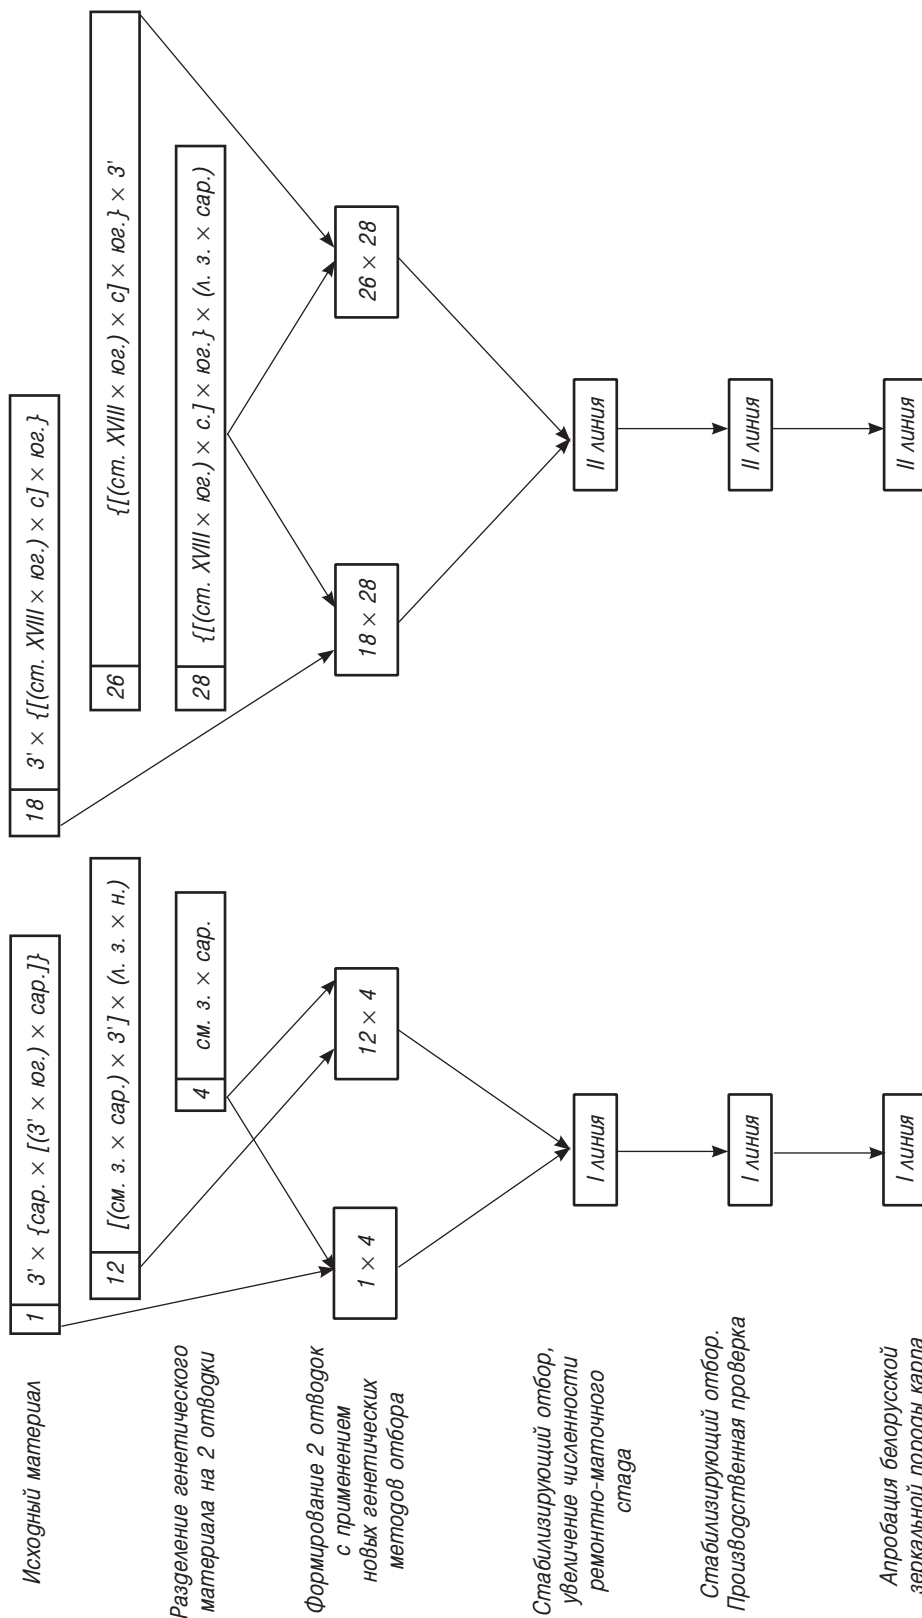 Исходный материал
1 3' × {сар. × [(3' × юг.) × сар.]}
18 3' × {[(ст. XVIII × юг.) × с] × юг.}
12 [(см. з. × сар.) × 3'] × (л. з. × н.)
26 {[(ст. XVIII × юг.) × с] × юг.} × 3'
Разделение генетического
материала на 2 отводки
4 см. з. × сар.
28 {[(ст. XVIII × юг.) × с.] × юг.} × (л. з. × сар.)
Формирование 2 отводок
с применением
новых генетических
методов отбора
1 × 4
12 × 4
18 × 28
26 × 28
Стабилизирующий отбор,
увеличение численности
ремонтно-маточного
стада
I линия
II линия
Стабилизирующий отбор.
Производственная проверка
I линия
II линия
Апробация белорусской
зеркальной породы карпа
I линия
II линия